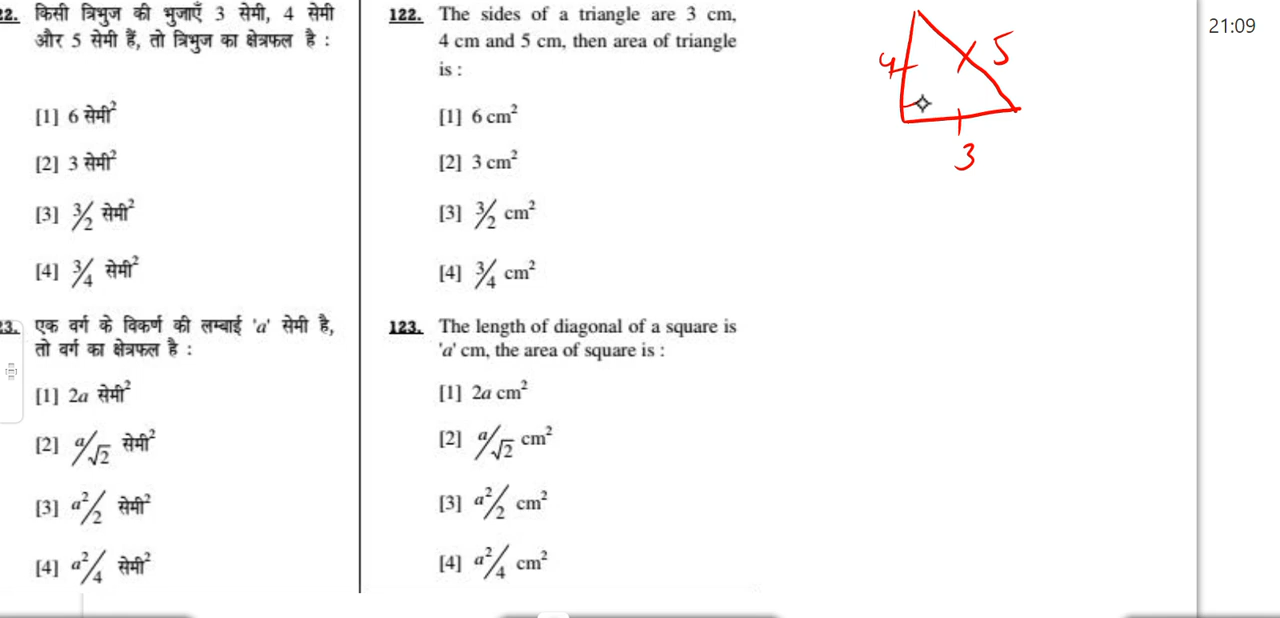 22. किसी त्रिभुज की भुजाएँ 3 सेमी, 4 सेमी
और 5 सेमी हैं, तो त्रिभुज का क्षेत्रफल है :
[1] 6 सेमी²
[2] 3 सेमी²
[3] 3/2 सेमी²
[4] 3/4 सेमी²
23. एक वर्ग के विकर्ण की लम्बाई 'a' सेमी है,
तो वर्ग का क्षेत्रफल है :
[1] 2a सेमी²
[2] a/√2 सेमी²
[3] a²/2 सेमी²
[4] a²/4 सेमी²
122. The sides of a triangle are 3 cm,
4 cm and 5 cm, then area of triangle
is :
[1] 6 cm²
[2] 3 cm²
[3] 3/2 cm²
[4] 3/4 cm²
123. The length of diagonal of a square is
'a' cm, the area of square is :
[1] 2a cm²
[2] a/√2 cm²
[3] a²/2 cm²
[4] a²/4 cm²
4
5
3
21:09